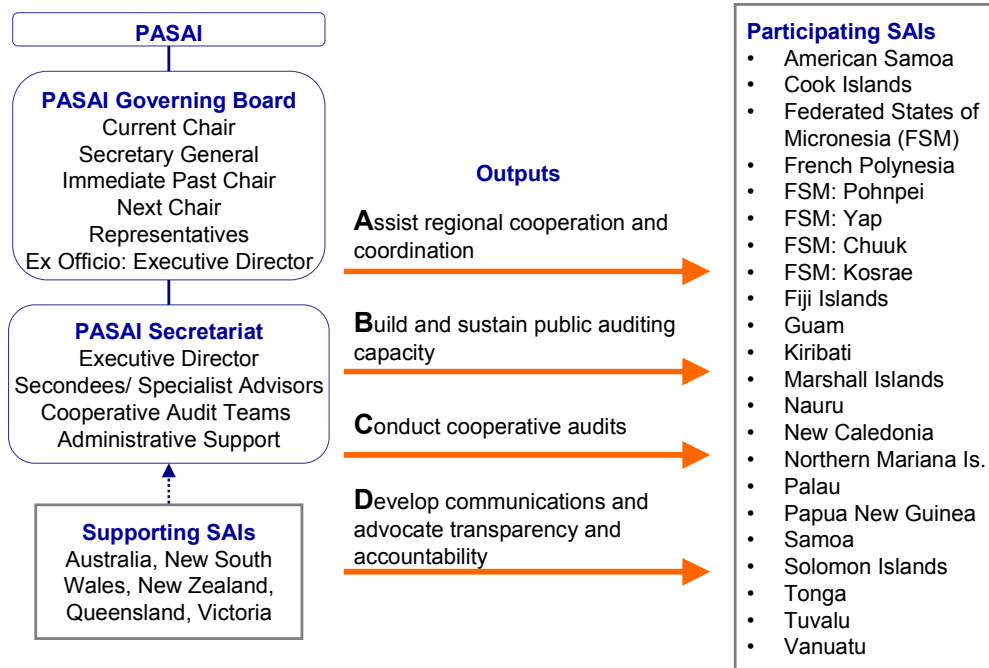 PASAI
PASAI Governing Board
Current Chair
Secretary General
Immediate Past Chair
Next Chair
Representatives
Ex Officio: Executive Director
PASAI Secretariat
Executive Director
Secondees/ Specialist Advisors
Cooperative Audit Teams
Administrative Support
Supporting SAIs
Australia, New South
Wales, New Zealand,
Queensland, Victoria
Outputs
Assist regional cooperation and
coordination
Build and sustain public auditing
capacity
Conduct cooperative audits
Develop communications and
advocate transparency and
accountability
Participating SAIs
• American Samoa
• Cook Islands
• Federated States of
Micronesia (FSM)
• French Polynesia
• FSM: Pohnpei
• FSM: Yap
• FSM: Chuuk
• FSM: Kosrae
• Fiji Islands
• Guam
• Kiribati
• Marshall Islands
• Nauru
• New Caledonia
• Northern Mariana Is.
• Palau
• Papua New Guinea
• Samoa
• Solomon Islands
• Tonga
• Tuvalu
• Vanuatu